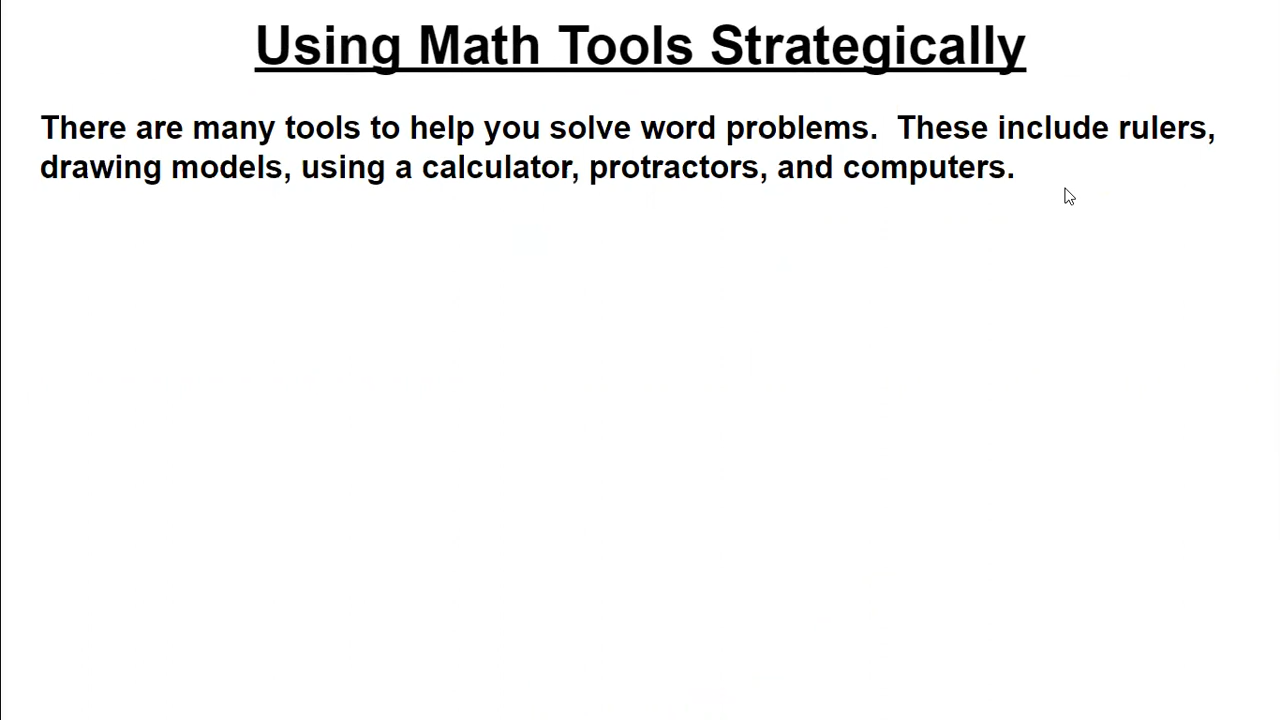 Using Math Tools Strategically
There are many tools to help you solve word problems.  These include rulers,
drawing models, using a calculator, protractors, and computers.